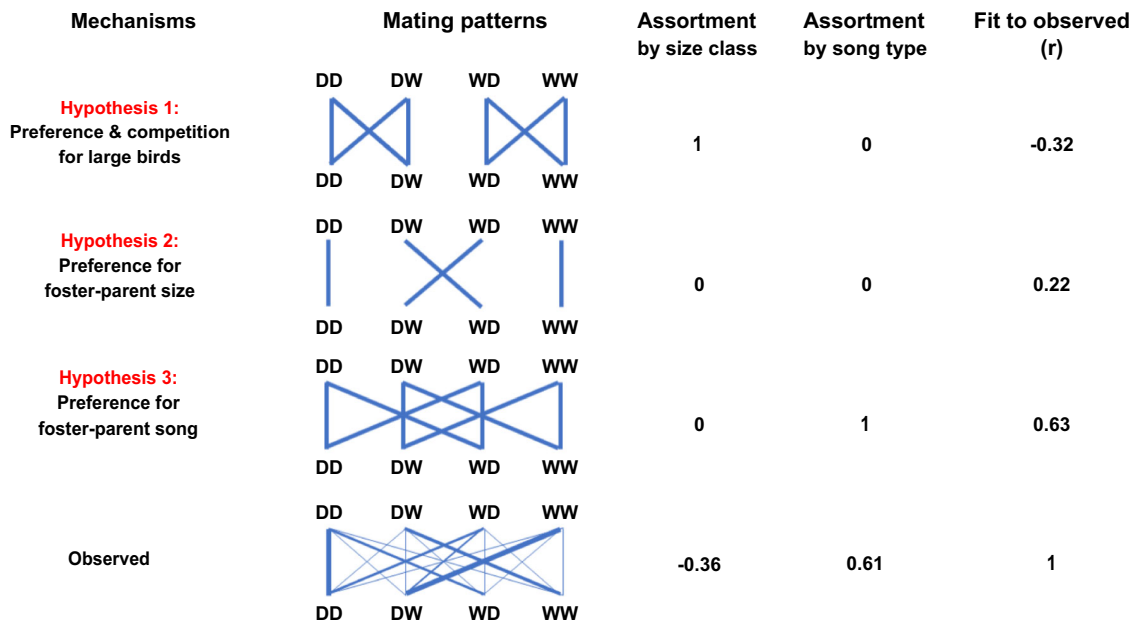 Mechanisms Mating patterns Assortment by size class Assortment by song type Fit to observed (r)
DD DW WD WW
Hypothesis 1:
Preference & competition
for large birds
1 0 -0.32
DD DW WD WW
DD DW WD WW
Hypothesis 2:
Preference for
foster-parent size
0 0 0.22
DD DW WD WW
DD DW WD WW
Hypothesis 3:
Preference for
foster-parent song
0 1 0.63
DD DW WD WW
DD DW WD WW
Observed -0.36 0.61 1
DD DW WD WW